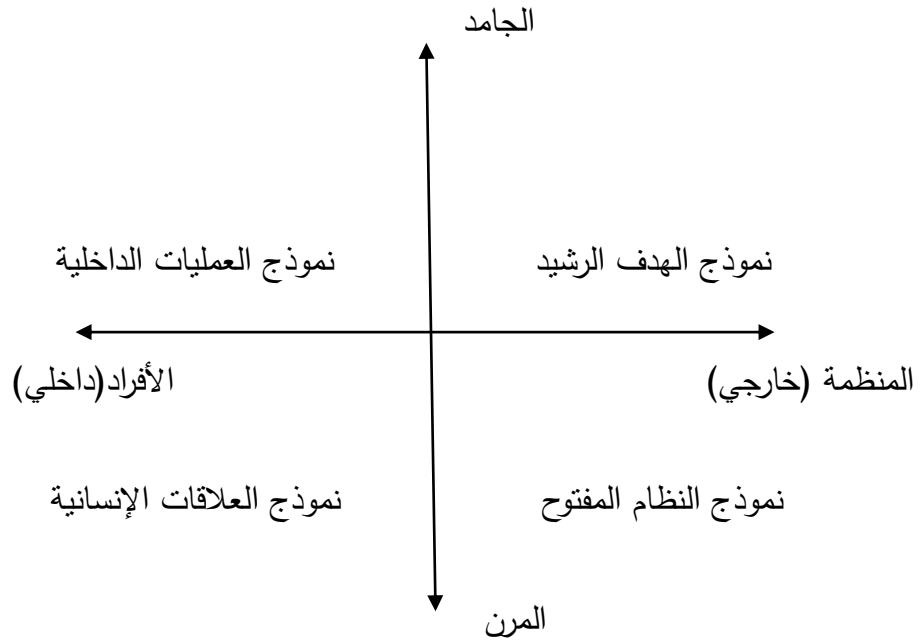 الجامد
نموذج الهدف الرشيد
نموذج العمليات الداخلية
المنظمة (خارجي)
الأفراد(داخلي)
نموذج النظام المفتوح
نموذج العلاقات الإنسانية
المرن